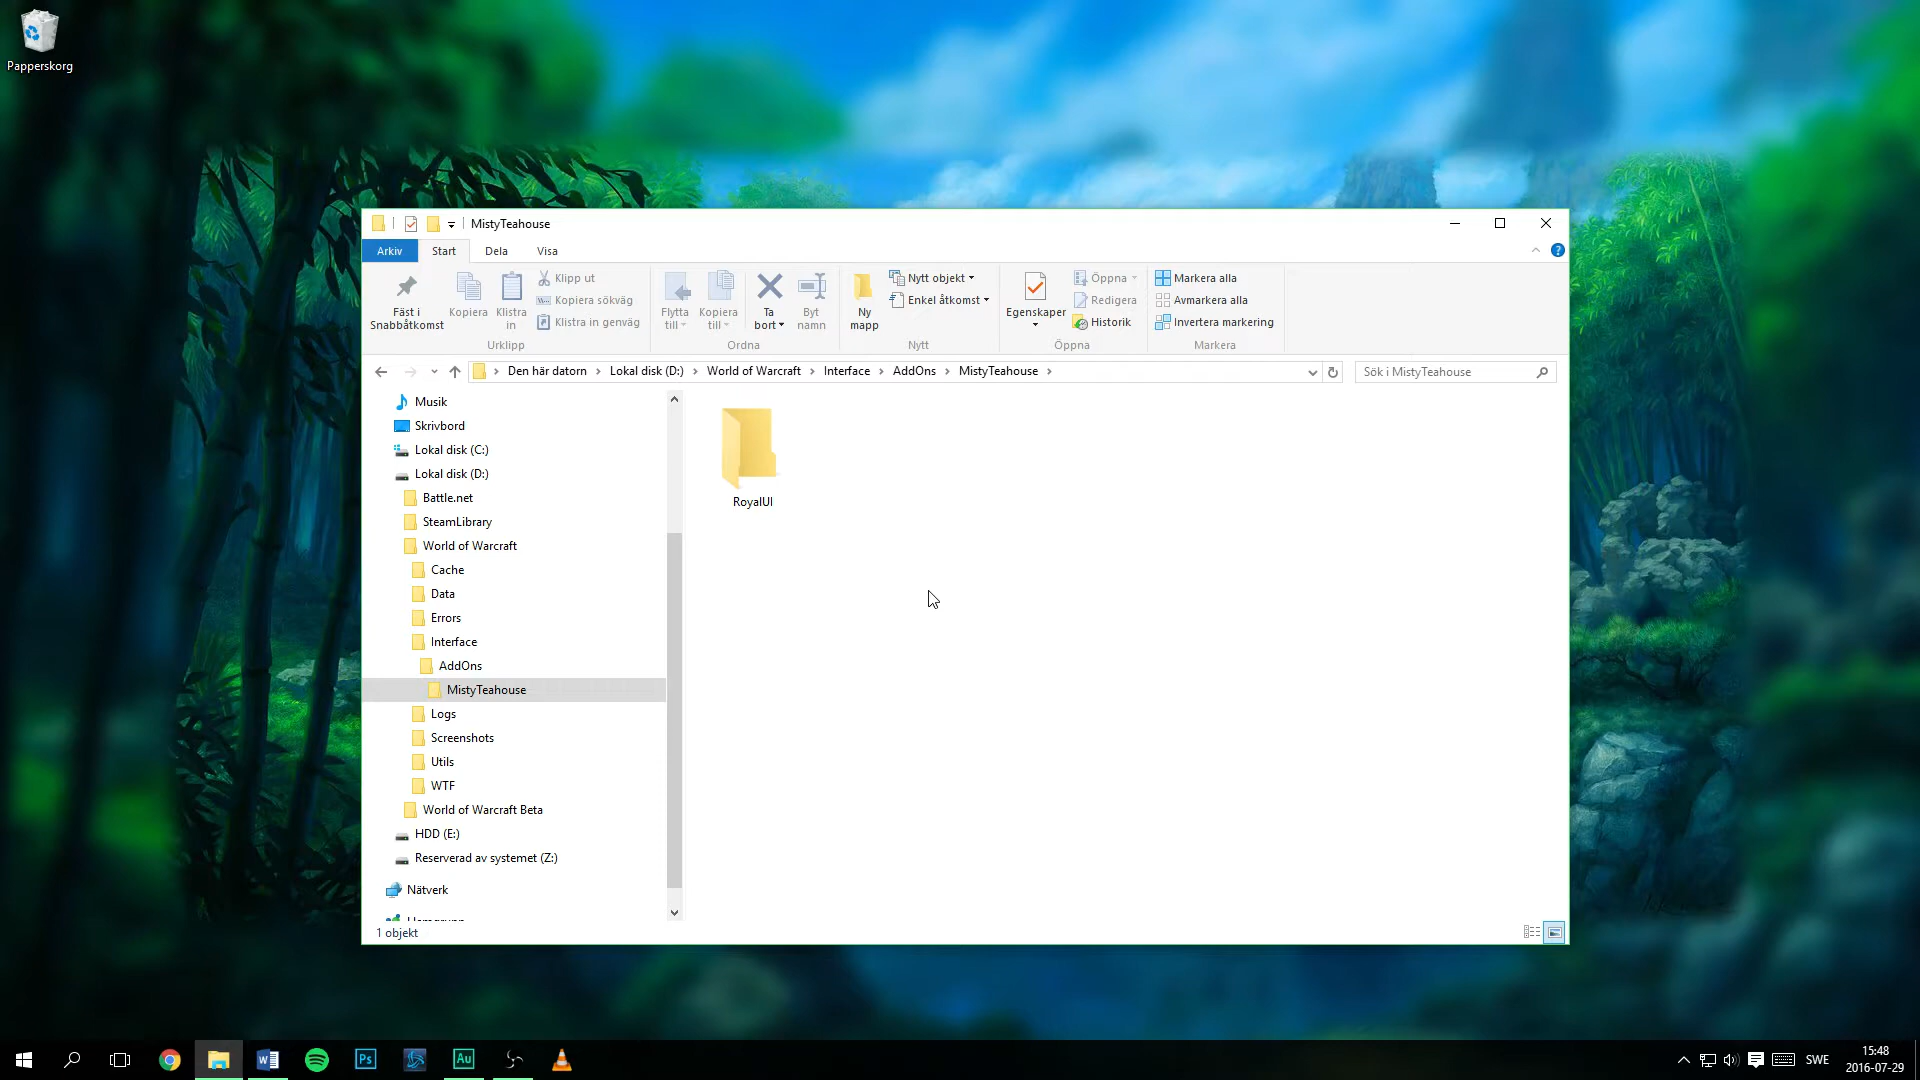 Papperskorg
MistyTeahouse
Arkiv
Start
Dela
Visa
Fäst i
Snabbåtkomst
Kopiera
Klistra
in
Klipp ut
Kopiera sökväg
Klistra in genväg
Urklipp
Flytta
till
Kopiera
till
Ta
bort
Byt
namn
Ordna
Ny
mapp
Nytt objekt
Enkel åtkomst
Nytt
Egenskaper
Öppna
Redigera
Historik
Öppna
Markera alla
Avmarkera alla
Invertera markering
Markera
Den här datorn
Lokal disk (D:)
World of Warcraft
Interface
AddOns
MistyTeahouse
Sök i MistyTeahouse
Musik
Skrivbord
Lokal disk (C:)
Lokal disk (D:)
Battle.net
SteamLibrary
World of Warcraft
Cache
Data
Errors
Interface
AddOns
MistyTeahouse
Logs
Screenshots
Utils
WTF
World of Warcraft Beta
HDD (E:)
Reserverad av systemet (Z:)
Nätverk
RoyalUI
1 objekt
Ps
Au
SWE
15:48
2016-07-29